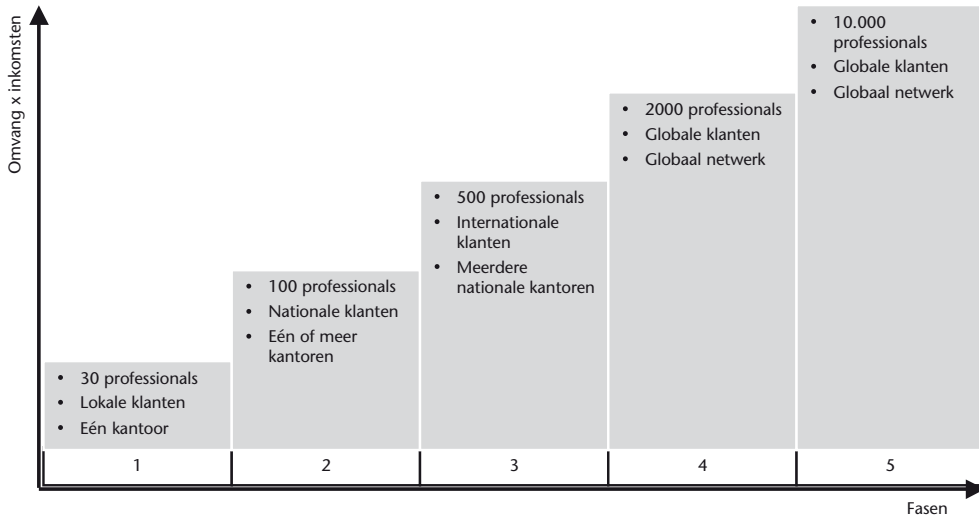 Omvang x inkomsten
• 30 professionals
• Lokale klanten
• Eén kantoor
• 100 professionals
• Nationale klanten
• Eén of meer
kantoren
• 500 professionals
• Internationale
klanten
• Meerdere
nationale kantoren
• 2000 professionals
• Globale klanten
• Globaal netwerk
• 10.000
professionals
• Globale klanten
• Globaal netwerk
1
2
3
4
5
Fasen